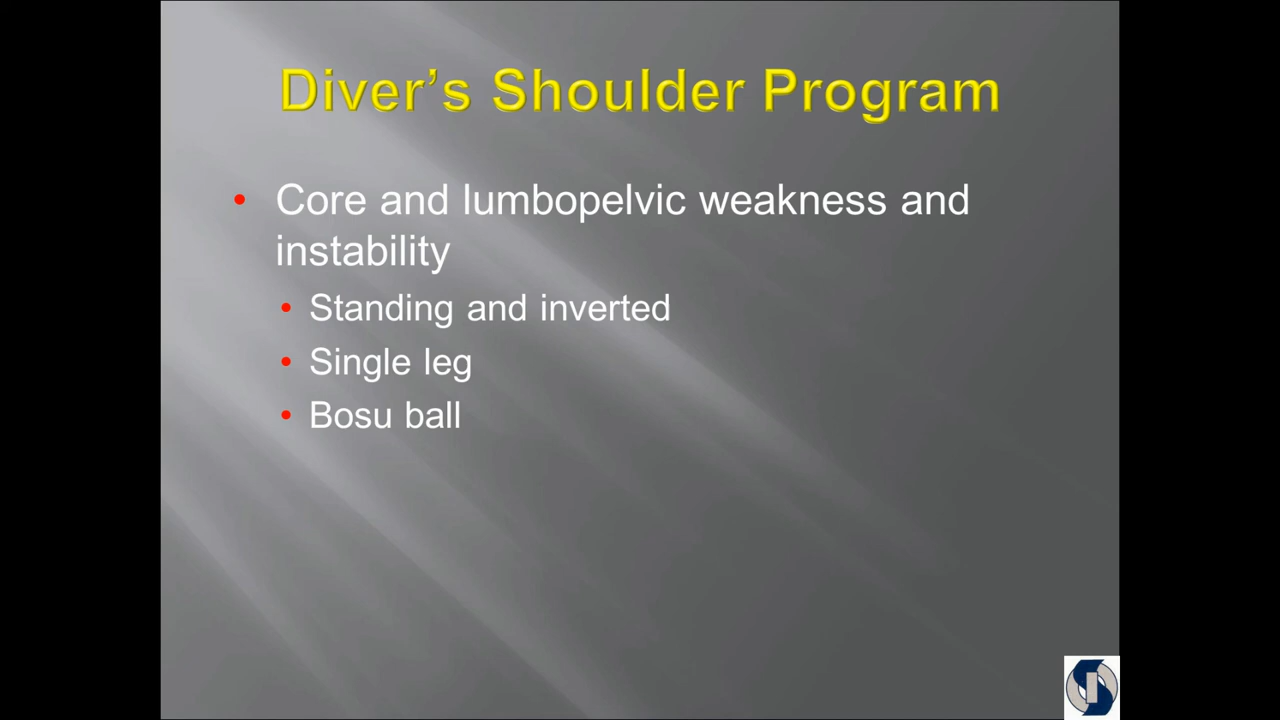 Diver’s Shoulder Program
• Core and lumbopelvic weakness and
instability
• Standing and inverted
• Single leg
• Bosu ball